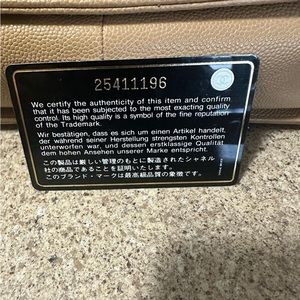 25411196
We certify the authenticity of this item and confirm
that it has been subjected to the most exacting quality
control. Its high quality is a symbol of the fine reputation
of the Trademark.
Wir bestätigen, dass es sich um einen Artikel handelt,
der während seiner Herstellung strengsten Kontrollen
unterworfen war, und dessen erstklassige Qualität
dem hohen Ansehen unserer Marke entspricht.
この製品は厳しい管理のもとに製造されたシャネル
社の商品であることを証明いたします。
このブランド・マークは最高級品質の象徴です。